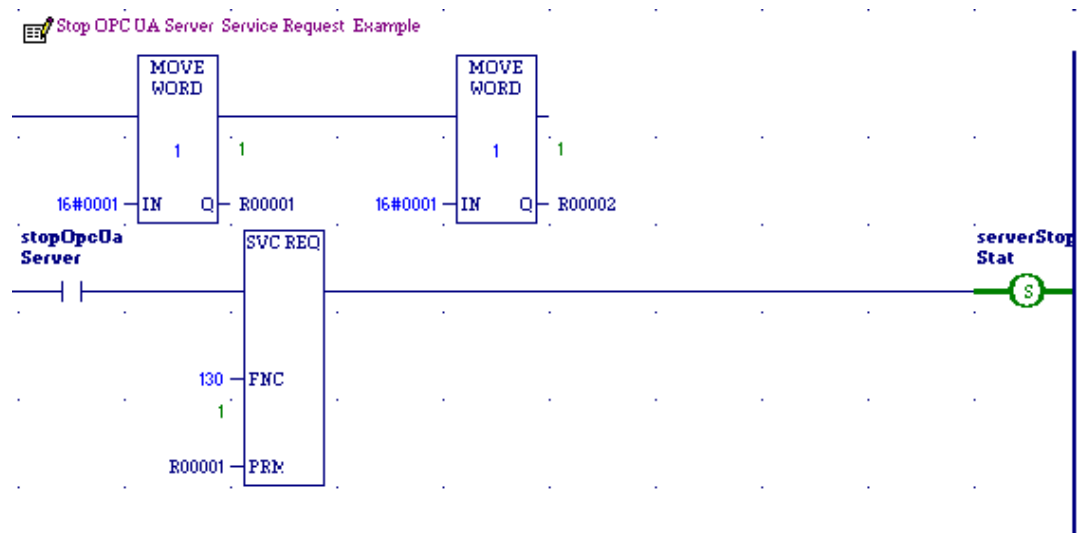 Stop OPC UA Server Service Request Example
MOVE WORD
MOVE WORD
1
1
1
1
16#0001 IN Q R00001
16#0001 IN Q R00002
stopOpcUa
Server
SVC REQ
serverStop
Stat
S
130 FNC
1
R00001 PRM